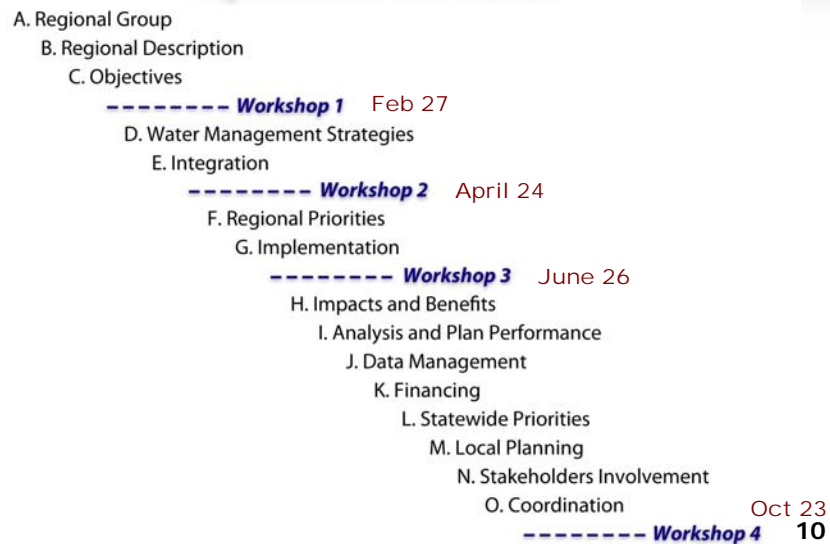 A. Regional Group
B. Regional Description
C. Objectives
-------- Workshop 1 Feb 27
D. Water Management Strategies
E. Integration
-------- Workshop 2 April 24
F. Regional Priorities
G. Implementation
-------- Workshop 3 June 26
H. Impacts and Benefits
I. Analysis and Plan Performance
J. Data Management
K. Financing
L. Statewide Priorities
M. Local Planning
N. Stakeholders Involvement
O. Coordination
Oct 23
-------- Workshop 4 10